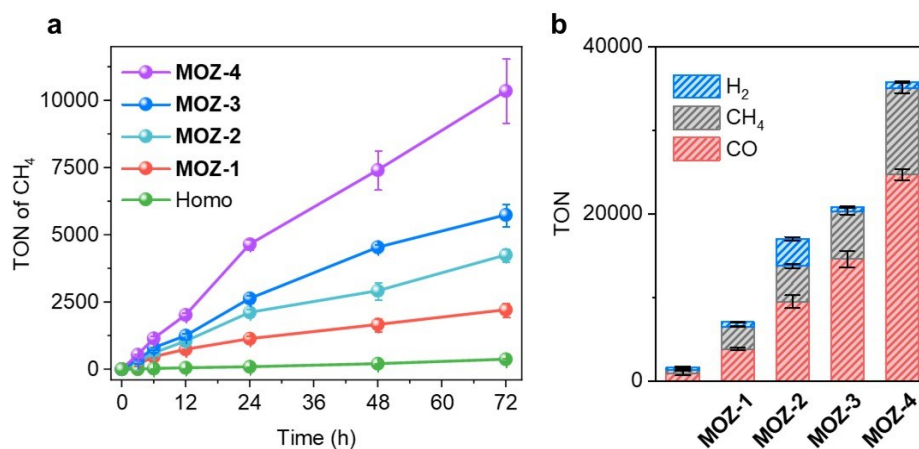 a
TON of CH₄
10000
7500
5000
2500
0
MOZ-4
MOZ-3
MOZ-2
MOZ-1
Homo
0 12 24 36 48 60 72
Time (h)
b
TON
40000
20000
0
H₂
CH₄
CO
MOZ-1
MOZ-2
MOZ-3
MOZ-4